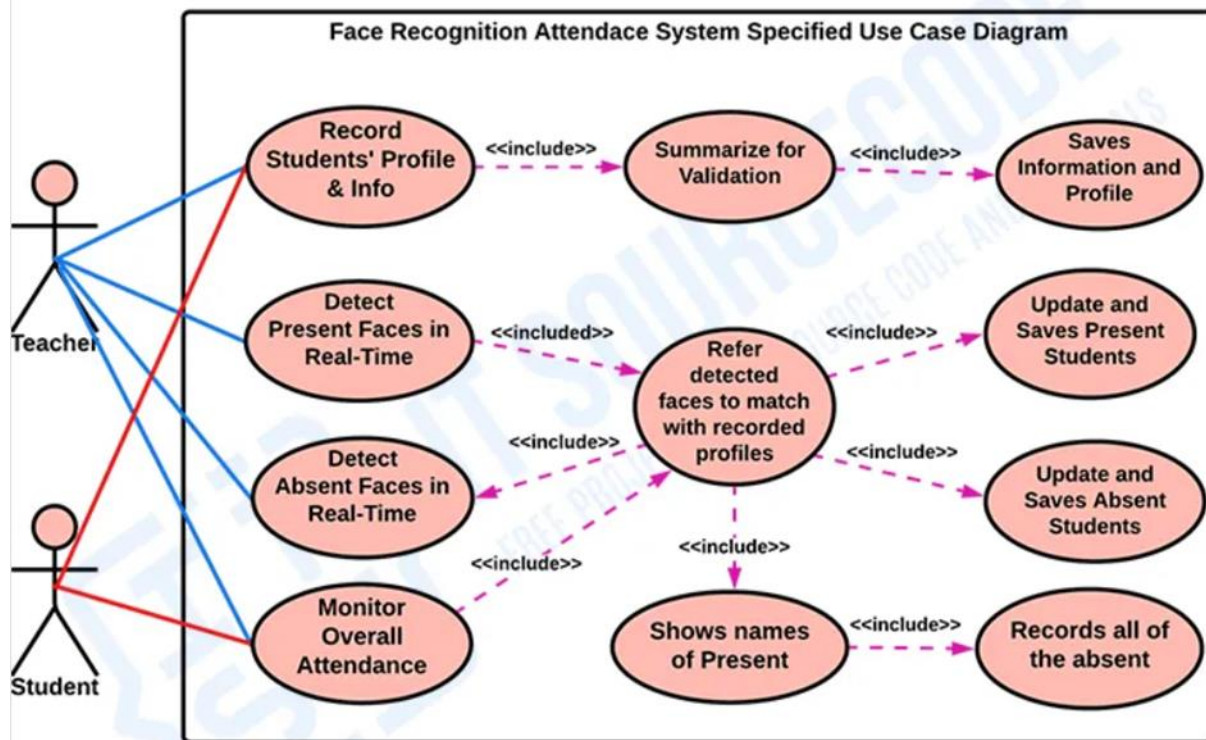 Face Recognition Attendace System Specified Use Case Diagram
Record
Students' Profile
& Info
<<include>>
Summarize for
Validation
<<include>>
Saves
Information and
Profile
Teacher
Detect
Present Faces in
Real-Time
<<included>>
Refer
detected
faces to match
with recorded
profiles
<<include>>
Update and
Saves Present
Students
Detect
Absent Faces in
Real-Time
<<include>>
<<include>>
Update and
Saves Absent
Students
<<include>>
<<include>>
Student
Monitor
Overall
Attendance
Shows names
of Present
<<include>>
Records all of
the absent
IT SOURCECODE